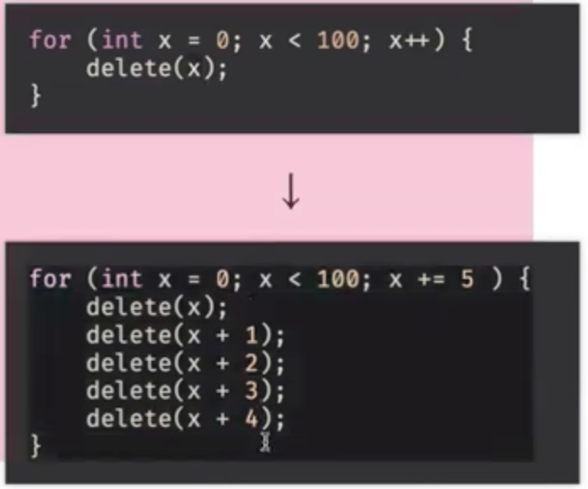 for (int x = 0; x < 100; x++) {
    delete(x);
}
↓
for (int x = 0; x < 100; x += 5 ) {
    delete(x);
    delete(x + 1);
    delete(x + 2);
    delete(x + 3);
    delete(x + 4);
}